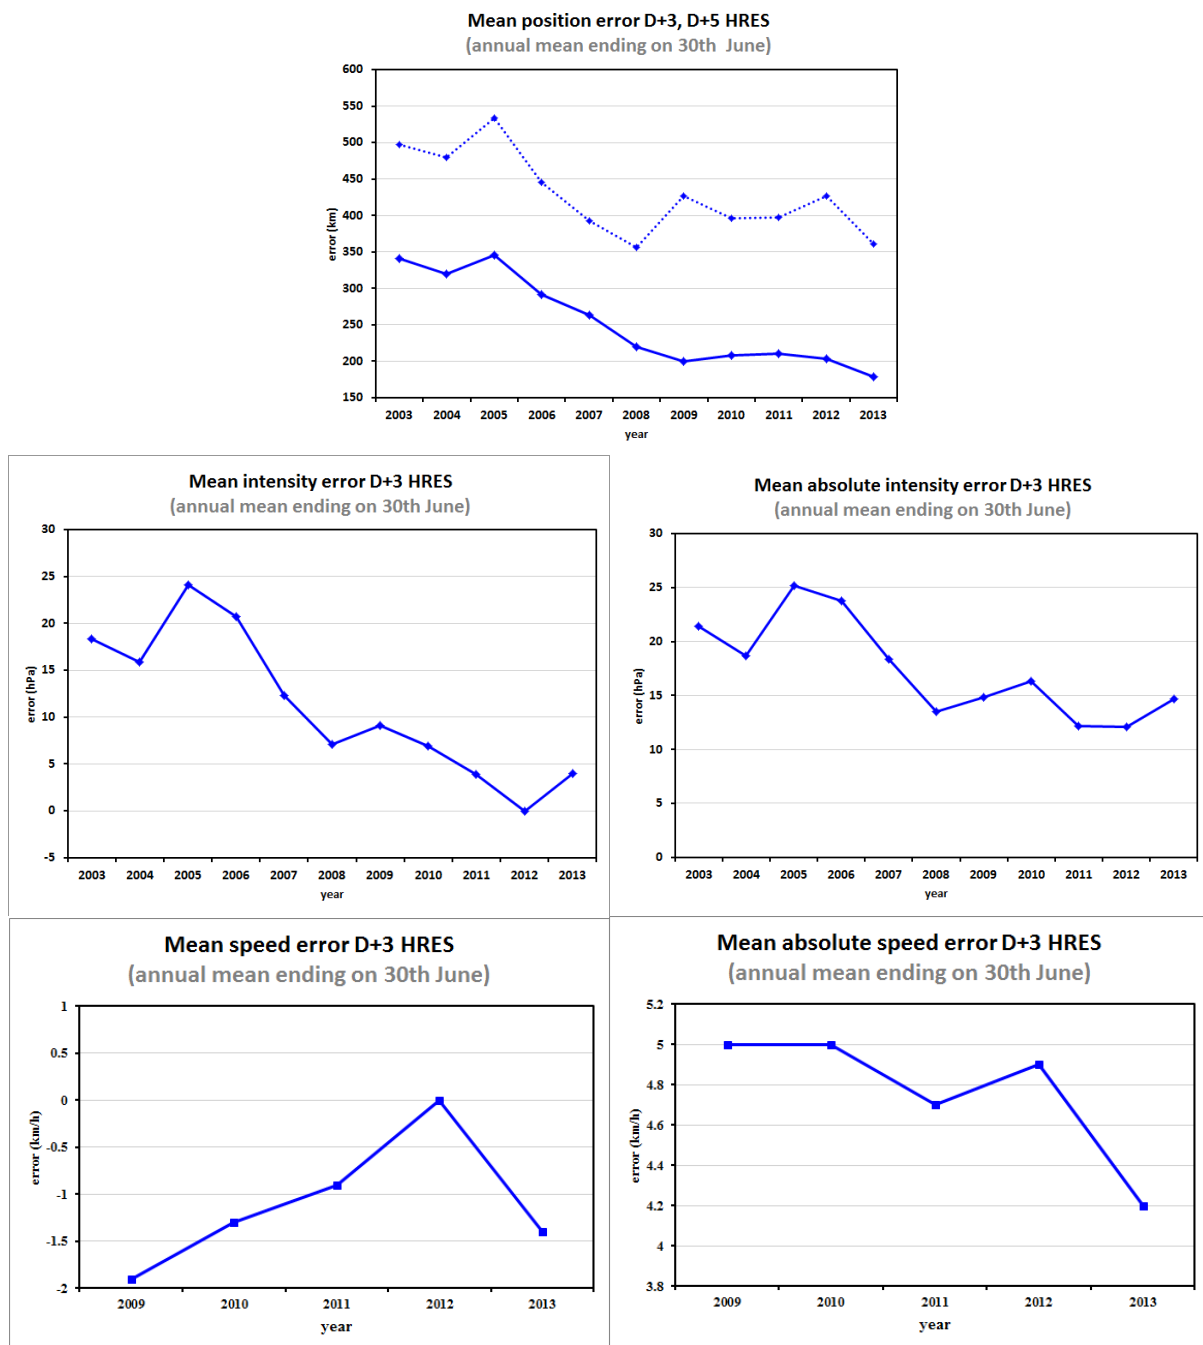 Mean position error D+3, D+5 HRES
(annual mean ending on 30th June)
600
550
500
450
400
350
300
250
200
150
error (km)
2003 2004 2005 2006 2007 2008 2009 2010 2011 2012 2013
year
Mean intensity error D+3 HRES
(annual mean ending on 30th June)
30
25
20
15
10
5
0
-5
error (hPa)
2003 2004 2005 2006 2007 2008 2009 2010 2011 2012 2013
year
Mean absolute intensity error D+3 HRES
(annual mean ending on 30th June)
30
25
20
15
10
5
0
error (hPa)
2003 2004 2005 2006 2007 2008 2009 2010 2011 2012 2013
year
Mean speed error D+3 HRES
(annual mean ending on 30th June)
1
0.5
0
-0.5
-1
-1.5
-2
error (km/h)
2009 2010 2011 2012 2013
year
Mean absolute speed error D+3 HRES
(annual mean ending on 30th June)
5.2
5
4.8
4.6
4.4
4.2
4
3.8
error (km/h)
2009 2010 2011 2012 2013
year